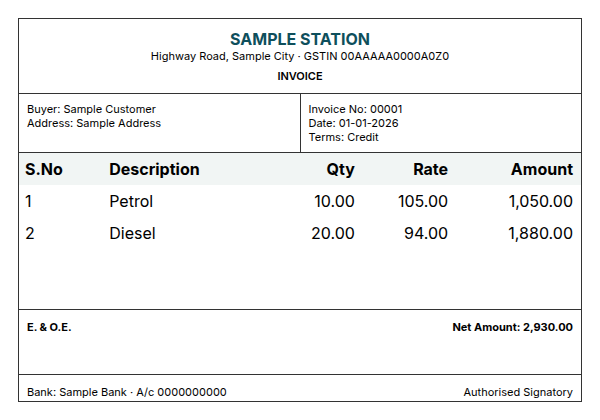 SAMPLE STATION
Highway Road, Sample City · GSTIN 00AAAAA0000A0Z0
INVOICE
Buyer: Sample Customer
Address: Sample Address
Invoice No: 00001
Date: 01-01-2026
Terms: Credit
S.No Description Qty Rate Amount
1 Petrol 10.00 105.00 1,050.00
2 Diesel 20.00 94.00 1,880.00
E. & O.E. Net Amount: 2,930.00
Bank: Sample Bank · A/c 0000000000 Authorised Signatory